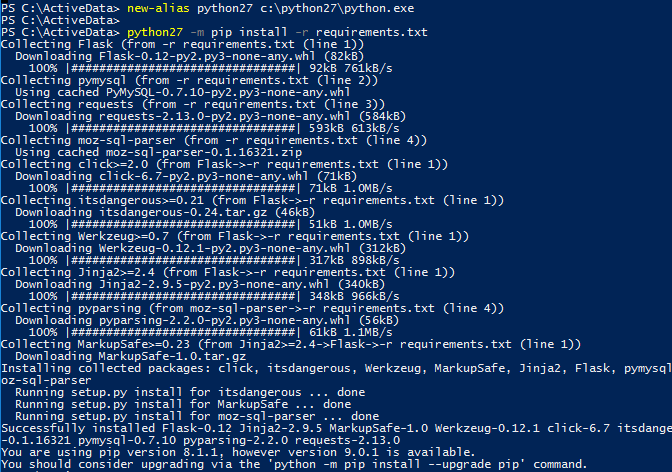 PS C:\ActiveData> new-alias python27 c:\python27\python.exe
PS C:\ActiveData>
PS C:\ActiveData> python27 -m pip install -r requirements.txt
Collecting Flask (from -r requirements.txt (line 1))
  Downloading Flask-0.12-py2.py3-none-any.whl (82kB)
    100% |################################| 92kB 761kB/s
Collecting pymysql (from -r requirements.txt (line 2))
  Using cached PyMySQL-0.7.10-py2.py3-none-any.whl
Collecting requests (from -r requirements.txt (line 3))
  Downloading requests-2.13.0-py2.py3-none-any.whl (584kB)
    100% |################################| 593kB 613kB/s
Collecting moz-sql-parser (from -r requirements.txt (line 4))
  Using cached moz-sql-parser-0.1.16321.zip
Collecting click>=2.0 (from Flask->-r requirements.txt (line 1))
  Downloading click-6.7-py2.py3-none-any.whl (71kB)
    100% |################################| 71kB 1.0MB/s
Collecting itsdangerous>=0.21 (from Flask->-r requirements.txt (line 1))
  Downloading itsdangerous-0.24.tar.gz (46kB)
    100% |################################| 51kB 1.0MB/s
Collecting Werkzeug>=0.7 (from Flask->-r requirements.txt (line 1))
  Downloading Werkzeug-0.12.1-py2.py3-none-any.whl (312kB)
    100% |################################| 317kB 898kB/s
Collecting Jinja2>=2.4 (from Flask->-r requirements.txt (line 1))
  Downloading Jinja2-2.9.5-py2.py3-none-any.whl (340kB)
    100% |################################| 348kB 966kB/s
Collecting pyparsing (from moz-sql-parser->-r requirements.txt (line 4))
  Downloading pyparsing-2.2.0-py2.py3-none-any.whl (56kB)
    100% |################################| 61kB 1.1MB/s
Collecting MarkupSafe>=0.23 (from Jinja2>=2.4->Flask->-r requirements.txt (line 1))
  Downloading MarkupSafe-1.0.tar.gz
Installing collected packages: click, itsdangerous, Werkzeug, MarkupSafe, Jinja2, Flask, pymysql
oz-sql-parser
  Running setup.py install for itsdangerous ... done
  Running setup.py install for MarkupSafe ... done
  Running setup.py install for moz-sql-parser ... done
Successfully installed Flask-0.12 Jinja2-2.9.5 MarkupSafe-1.0 Werkzeug-0.12.1 click-6.7 itsdange
-0.1.16321 pymysql-0.7.10 pyparsing-2.2.0 requests-2.13.0
You are using pip version 8.1.1, however version 9.0.1 is available.
You should consider upgrading via the 'python -m pip install --upgrade pip' command.